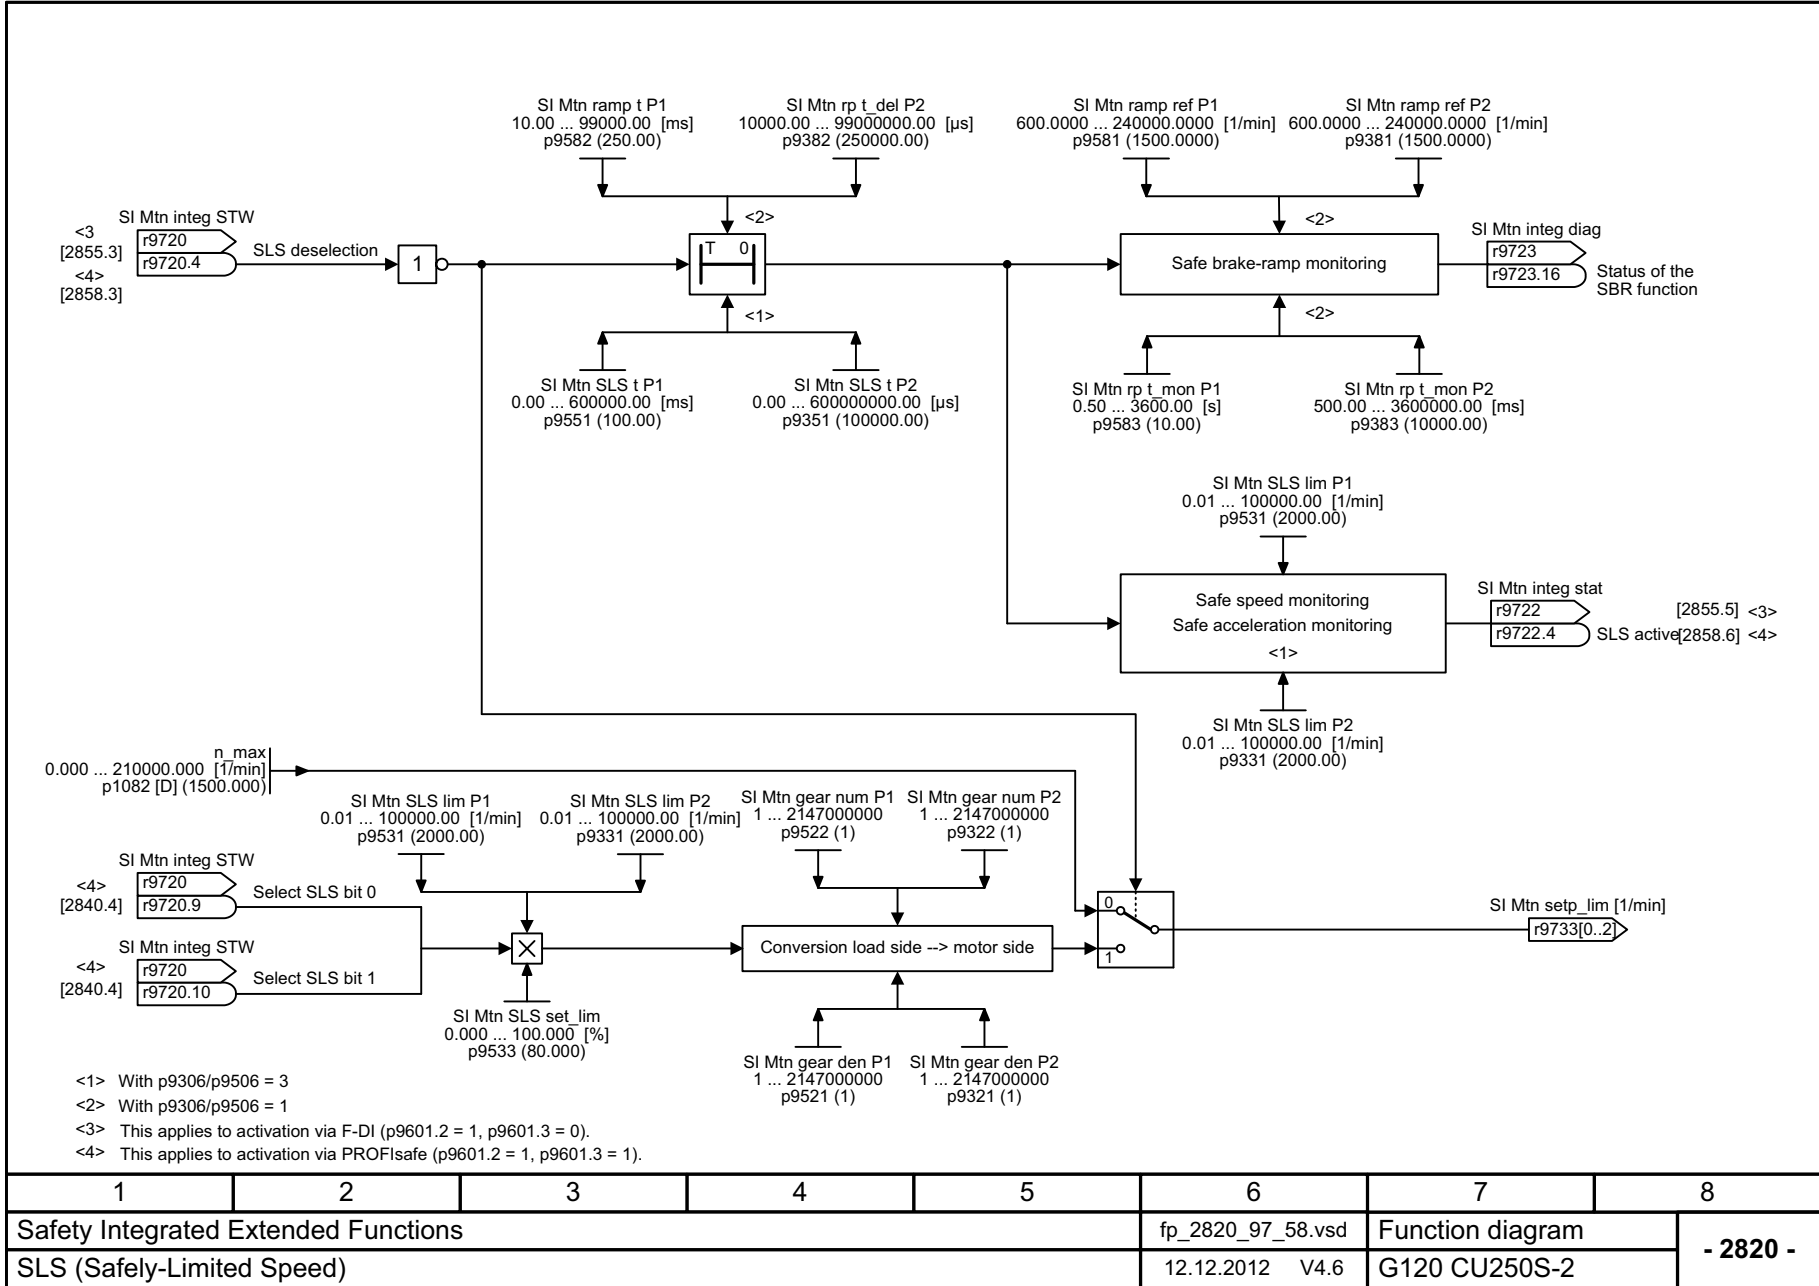 SI Mtn ramp t P1
10.00 ... 99000.00 [ms]
p9582 (250.00)
SI Mtn rp t_del P2
10000.00 ... 99000000.00 [µs]
p9382 (250000.00)
SI Mtn ramp ref P1
600.0000 ... 240000.0000 [1/min]
p9581 (1500.0000)
SI Mtn ramp ref P2
600.0000 ... 240000.0000 [1/min]
p9381 (1500.0000)
<3
[2855.3]
<4>
[2858.3]
SI Mtn integ STW
r9720
r9720.4
SLS deselection
1
<2>
T 0
<1>
<2>
Safe brake-ramp monitoring
<2>
SI Mtn integ diag
r9723
r9723.16
Status of the
SBR function
SI Mtn SLS t P1
0.00 ... 600000.00 [ms]
p9551 (100.00)
SI Mtn SLS t P2
0.00 ... 600000000.00 [µs]
p9351 (100000.00)
SI Mtn rp t_mon P1
0.50 ... 3600.00 [s]
p9583 (10.00)
SI Mtn rp t_mon P2
500.00 ... 3600000.00 [ms]
p9383 (10000.00)
SI Mtn SLS lim P1
0.01 ... 100000.00 [1/min]
p9531 (2000.00)
Safe speed monitoring
Safe acceleration monitoring
<1>
SI Mtn integ stat
r9722
r9722.4
SLS active
[2855.5] <3>
[2858.6] <4>
SI Mtn SLS lim P2
0.01 ... 100000.00 [1/min]
p9331 (2000.00)
n_max
0.000 ... 210000.000 [1/min]
p1082 [D] (1500.000)
SI Mtn SLS lim P1
0.01 ... 100000.00 [1/min]
p9531 (2000.00)
SI Mtn SLS lim P2
0.01 ... 100000.00 [1/min]
p9331 (2000.00)
SI Mtn gear num P1
1 ... 2147000000
p9522 (1)
SI Mtn gear num P2
1 ... 2147000000
p9322 (1)
SI Mtn integ STW
<4>
[2840.4]
r9720
r9720.9
Select SLS bit 0
SI Mtn integ STW
<4>
[2840.4]
r9720
r9720.10
Select SLS bit 1
SI Mtn SLS set_lim
0.000 ... 100.000 [%]
p9533 (80.000)
Conversion load side --> motor side
0
1
SI Mtn setp_lim [1/min]
r9733[0..2]
SI Mtn gear den P1
1 ... 2147000000
p9521 (1)
SI Mtn gear den P2
1 ... 2147000000
p9321 (1)
<1> With p9306/p9506 = 3
<2> With p9306/p9506 = 1
<3> This applies to activation via F-DI (p9601.2 = 1, p9601.3 = 0).
<4> This applies to activation via PROFIsafe (p9601.2 = 1, p9601.3 = 1).
1 2 3 4 5 6 7 8
Safety Integrated Extended Functions
fp_2820_97_58.vsd
Function diagram
- 2820 -
SLS (Safely-Limited Speed)
12.12.2012 V4.6
G120 CU250S-2